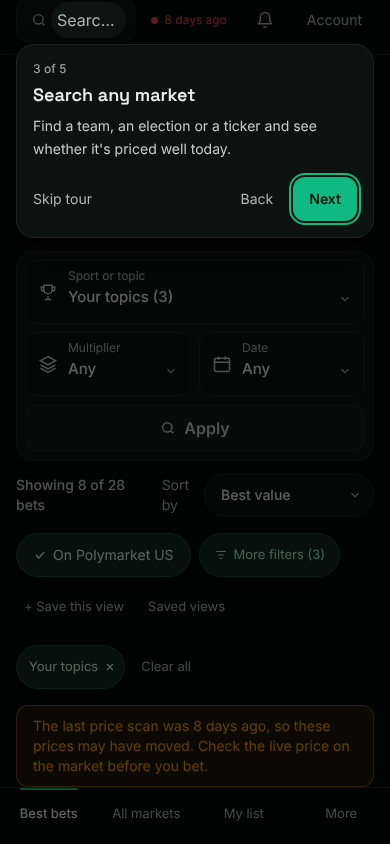 Searc...
8 days ago
Account
3 of 5
Search any market
Find a team, an election or a ticker and see
whether it's priced well today.
Skip tour
Back
Next
Sport or topic
Your topics (3)
Multiplier
Any
Date
Any
Apply
Showing 8 of 28
bets
Sort
by
Best value
On Polymarket US
More filters (3)
+ Save this view
Saved views
Your topics ×
Clear all
The last price scan was 8 days ago, so these
prices may have moved. Check the live price on
the market before you bet.
Best bets
All markets
My list
More